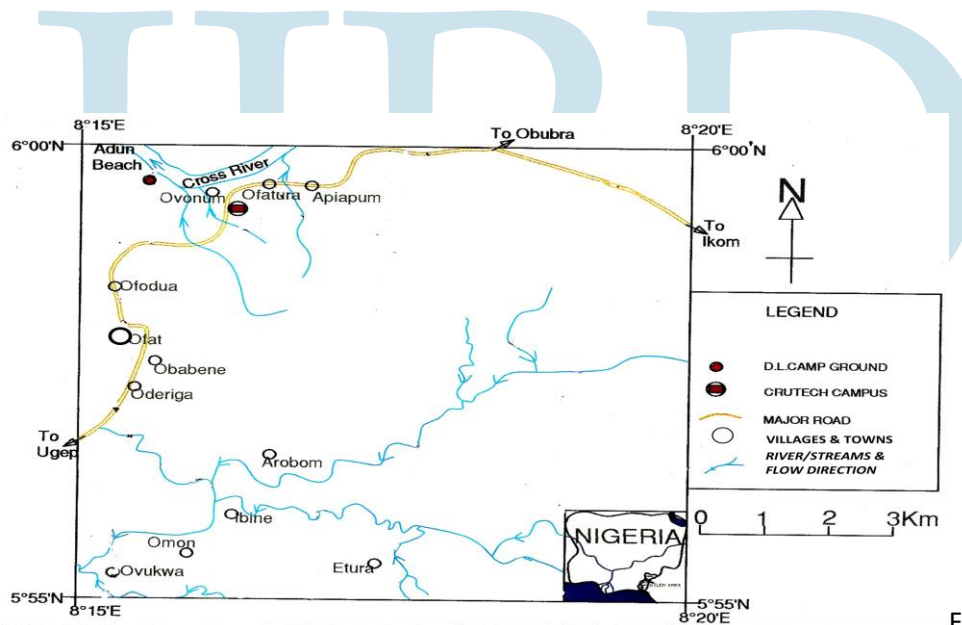 8°15'E
8°20'E
6°00'N
6°00'N
To Obubra
Adun
Beach
Cross River
Ovonum
Ofatura
Apiapum
To
Ikom
N
Ofodua
Ofat
Obabene
Oderiga
To
Ugep
Arobom
Ibine
Omon
Ovukwa
Etura
NIGERIA
5°55'N
5°55'N
8°15'E
8°20'E
LEGEND
D.L.CAMP GROUND
CRUTECH CAMPUS
MAJOR ROAD
VILLAGES & TOWNS
RIVER/STREAMS &
FLOW DIRECTION
0 1 2 3Km